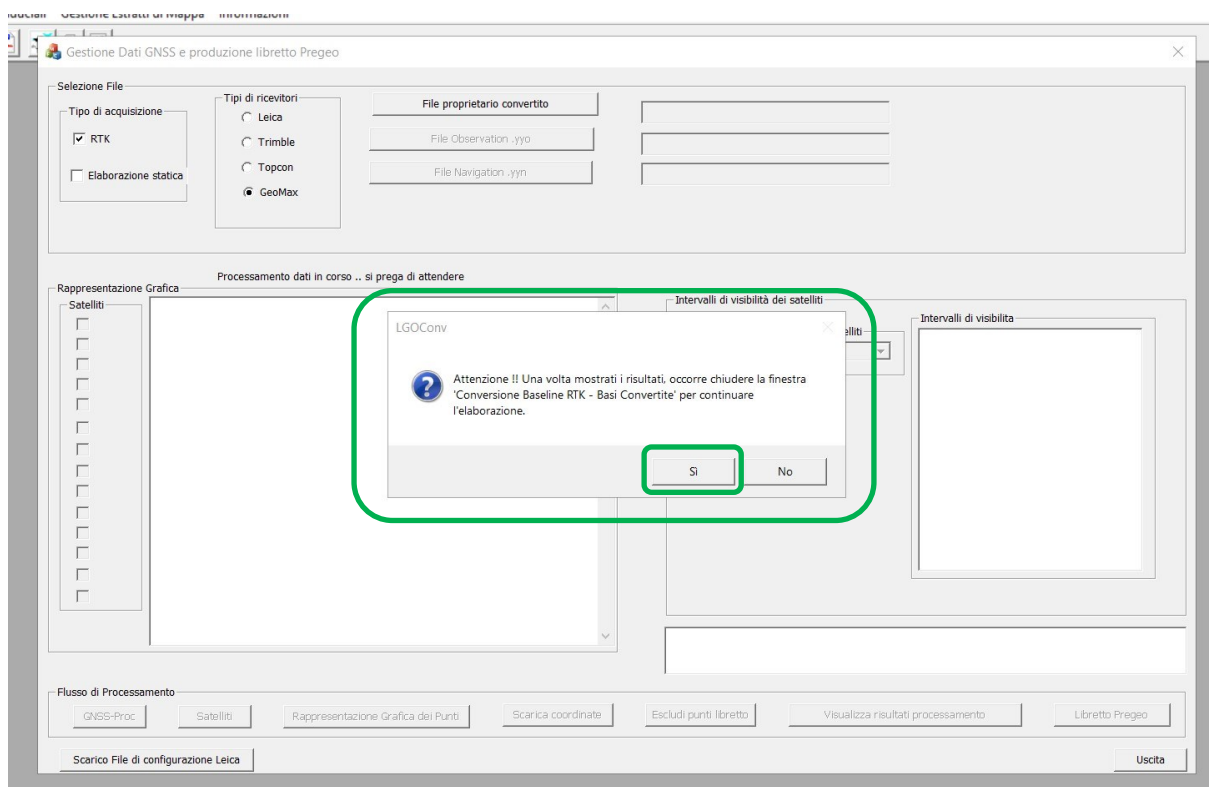 Gestione Estratti di Mappa Informazioni
Gestione Dati GNSS e produzione libretto Pregeo
Selezione File
Tipo di acquisizione
RTK
Elaborazione statica
Tipi di ricevitori
Leica
Trimble
Topcon
GeoMax
File proprietario convertito
File Observation .yyo
File Navigation .yyn
Processamento dati in corso .. si prega di attendere
Rappresentazione Grafica
Satelliti
Intervalli di visibilità dei satelliti
Intervalli di visibilita
LGOConv
Attenzione !! Una volta mostrati i risultati, occorre chiudere la finestra
'Conversione Baseline RTK - Basi Convertite' per continuare
l'elaborazione.
Sì
No
Flusso di Processamento
GNSS-Proc
Satelliti
Rappresentazione Grafica dei Punti
Scarica coordinate
Escludi punti libretto
Visualizza risultati processamento
Libretto Pregeo
Scarico File di configurazione Leica
Uscita